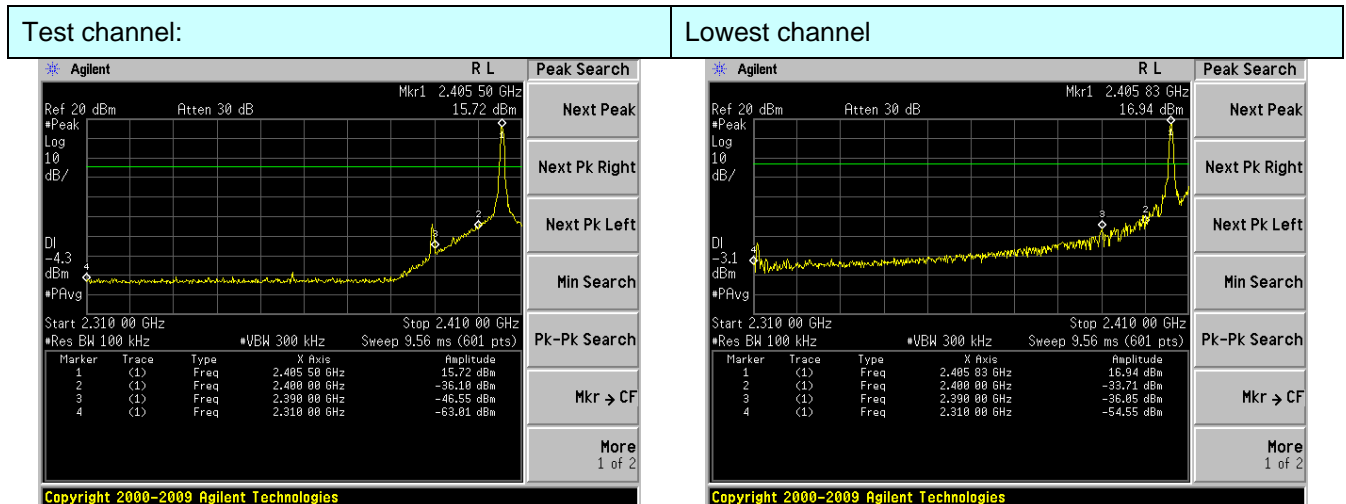 Test channel: Lowest channel
Agilent R L Peak Search
Mkr1 2.405 50 GHz
Ref 20 dBm Atten 30 dB 15.72 dBm
#Peak
Log
10
dB/
DI
-4.3
dBm
#PAvg
1
2
3
4
Start 2.310 00 GHz Stop 2.410 00 GHz
#Res BW 100 kHz #VBW 300 kHz Sweep 9.56 ms (601 pts)
Marker Trace Type X Axis Amplitude
1 (1) Freq 2.405 50 GHz 15.72 dBm
2 (1) Freq 2.400 00 GHz -36.10 dBm
3 (1) Freq 2.390 00 GHz -46.55 dBm
4 (1) Freq 2.310 00 GHz -63.01 dBm
Next Peak
Next Pk Right
Next Pk Left
Min Search
Pk-Pk Search
Mkr → CF
More
1 of 2
Copyright 2000-2009 Agilent Technologies
Agilent R L Peak Search
Mkr1 2.405 83 GHz
Ref 20 dBm Atten 30 dB 16.94 dBm
#Peak
Log
10
dB/
DI
-3.1
dBm
#PAvg
1
2
3
4
Start 2.310 00 GHz Stop 2.410 00 GHz
#Res BW 100 kHz #VBW 300 kHz Sweep 9.56 ms (601 pts)
Marker Trace Type X Axis Amplitude
1 (1) Freq 2.405 83 GHz 16.94 dBm
2 (1) Freq 2.400 00 GHz -33.71 dBm
3 (1) Freq 2.390 00 GHz -36.05 dBm
4 (1) Freq 2.310 00 GHz -54.55 dBm
Next Peak
Next Pk Right
Next Pk Left
Min Search
Pk-Pk Search
Mkr → CF
More
1 of 2
Copyright 2000-2009 Agilent Technologies